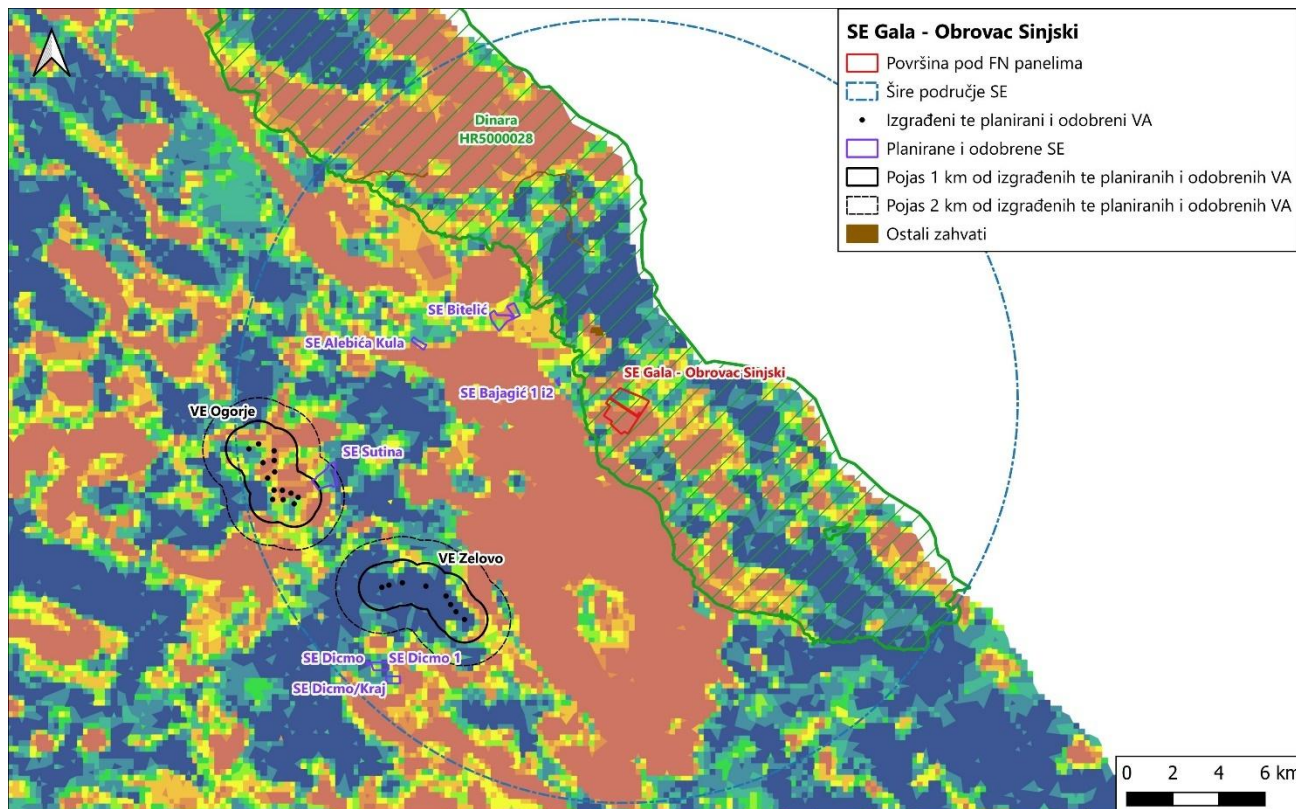 SE Gala - Obrovac Sinjski
Površina pod FN panelima
Šire područje SE
Izgrađeni te planirani i odobreni VA
Planirane i odobrene SE
Pojas 1 km od izgrađenih te planiranih i odobrenih VA
Pojas 2 km od izgrađenih te planiranih i odobrenih VA
Ostali zahvati
Dinara
HR5000028
SE Bitelić
SE Alebića Kula
SE Gala - Obrovac Sinjski
SE Bajagić 1 i2
VE Ogorje
SE Sutina
VE Zelovo
SE Dicmo
SE Dicmo 1
SE Dicmo/Kraj
0 2 4 6 km